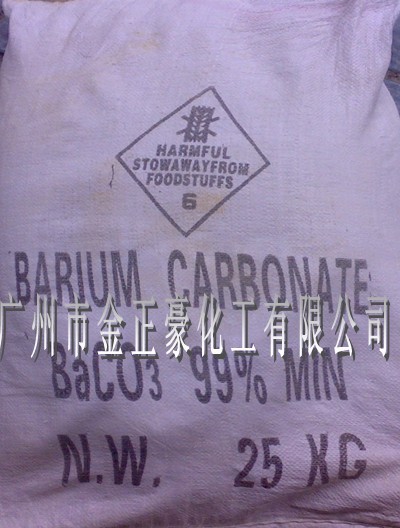 HARMFUL
STOWAWAYFROM
FOODSTUFFS
6
BARIUM CARBONATE
广州市金正豪化工有限公司
BaCO3 99% MIN
N.W. 25 KG